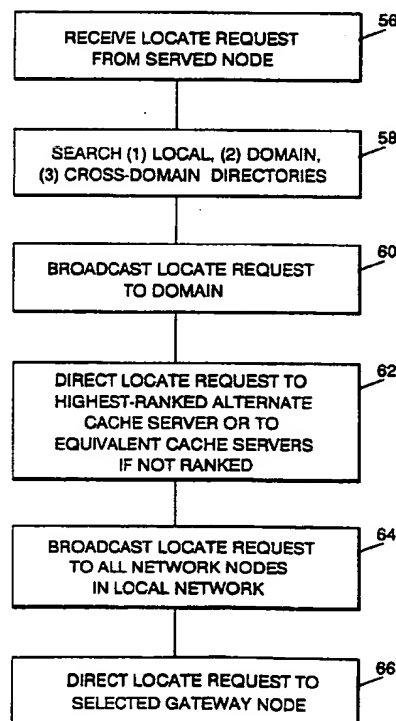 56
RECEIVE LOCATE REQUEST
FROM SERVED NODE
58
SEARCH (1) LOCAL, (2) DOMAIN,
(3) CROSS-DOMAIN DIRECTORIES
60
BROADCAST LOCATE REQUEST
TO DOMAIN
62
DIRECT LOCATE REQUEST TO
HIGHEST-RANKED ALTERNATE
CACHE SERVER OR TO
EQUIVALENT CACHE SERVERS
IF NOT RANKED
64
BROADCAST LOCATE REQUEST
TO ALL NETWORK NODES
IN LOCAL NETWORK
66
DIRECT LOCATE REQUEST TO
SELECTED GATEWAY NODE